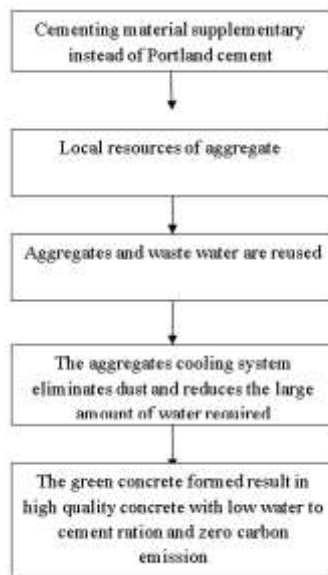 Cementing material supplementary
instead of Portland cement
Local resources of aggregate
Aggregates and waste water are reused
The aggregates cooling system
eliminates dust and reduces the large
amount of water required
The green concrete formed result in
high quality concrete with low water to
cement ration and zero carbon
emission